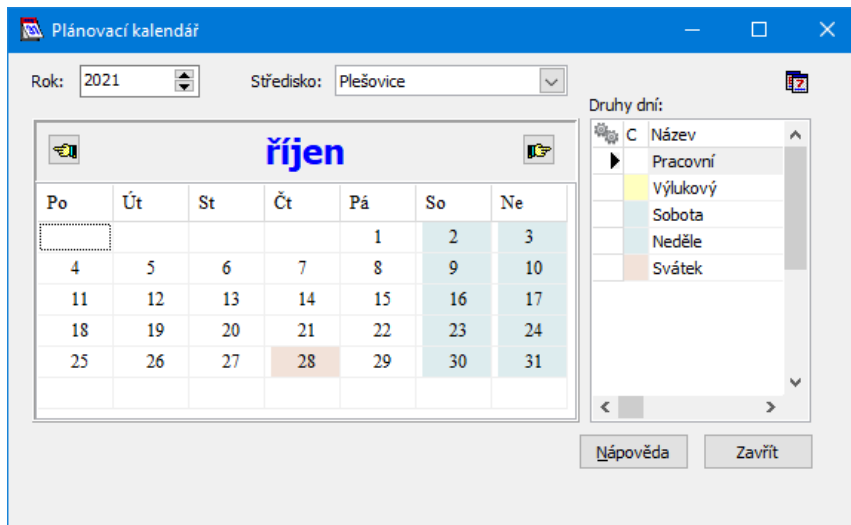 Plánovací kalendář
Rok: 2021 Středisko: Plešovice
Druhy dní:
říjen
C Název
Pracovní
Výlukový
Sobota
Neděle
Svátek
Po Út St Čt Pá So Ne
1 2 3
4 5 6 7 8 9 10
11 12 13 14 15 16 17
18 19 20 21 22 23 24
25 26 27 28 29 30 31
Nápověda Zavřít